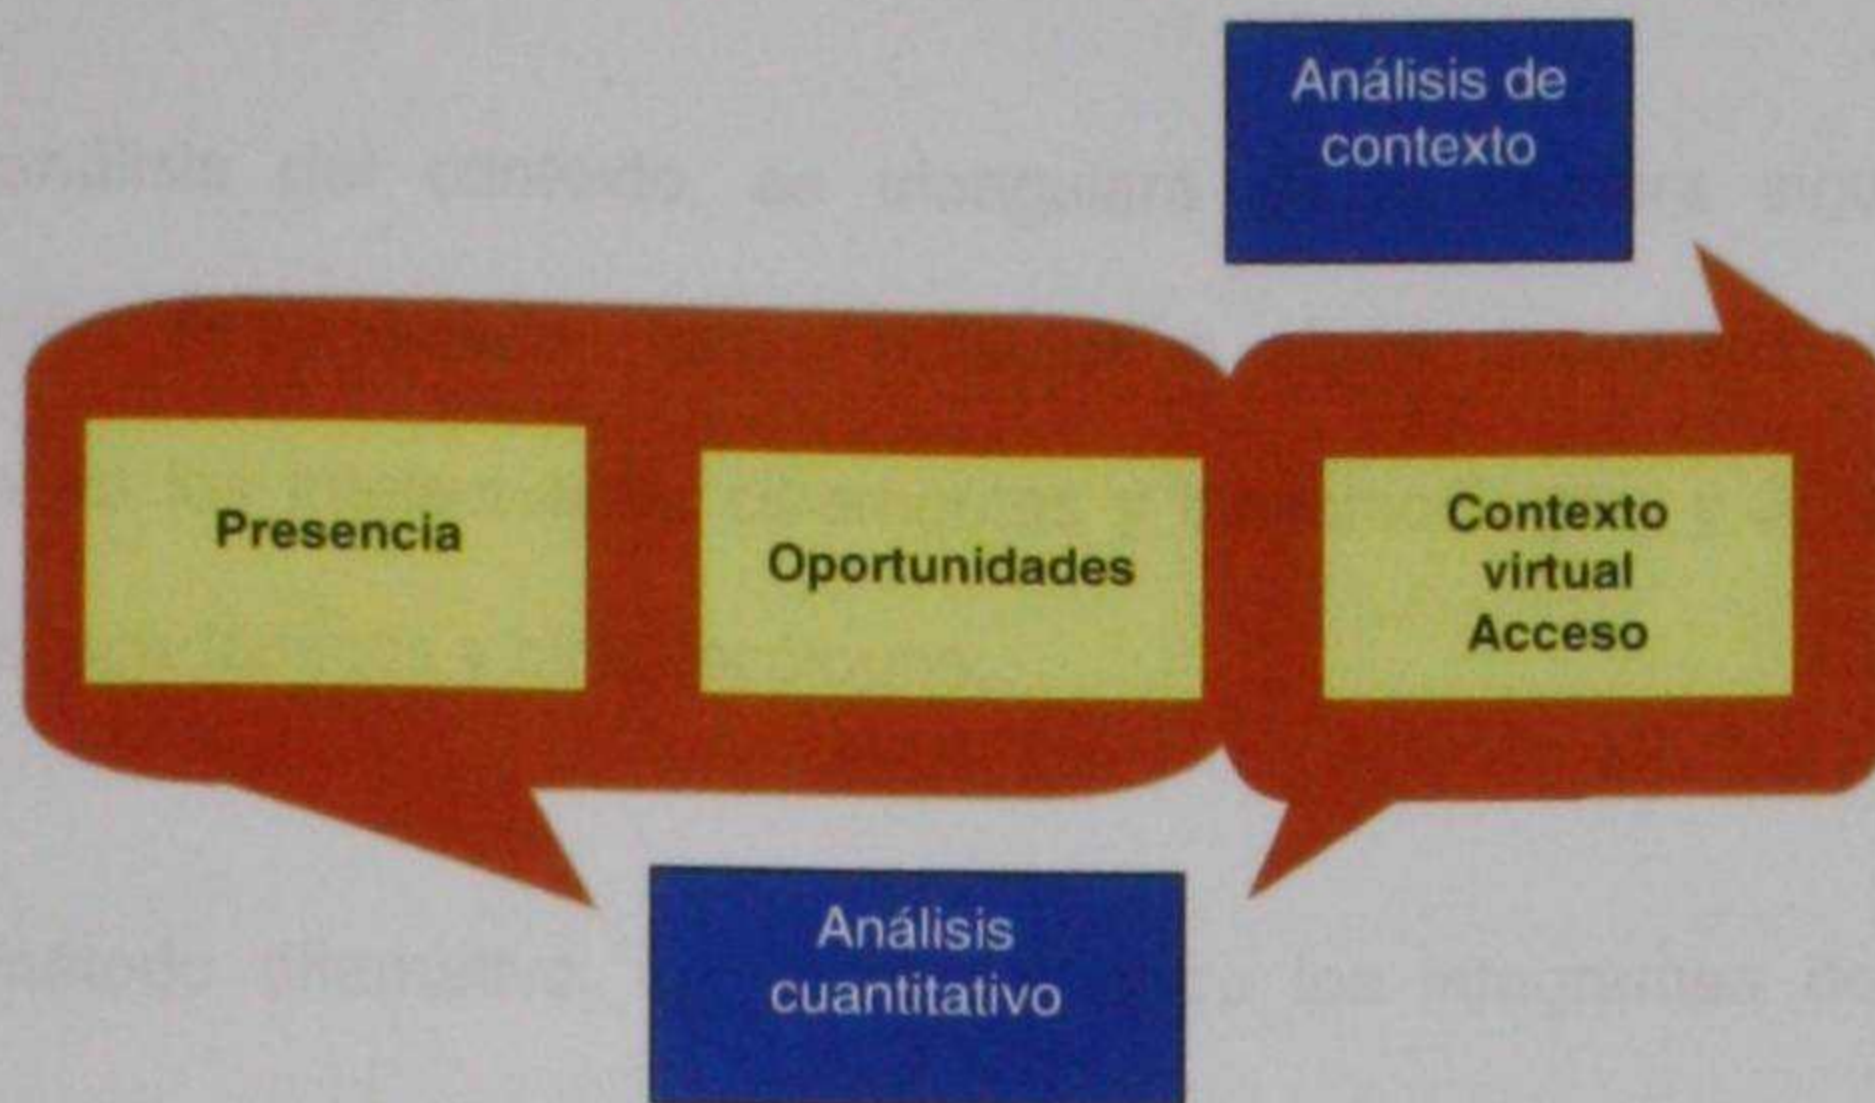 Análisis de
contexto
Presencia
Oportunidades
Contexto
virtual
Acceso
Análisis
cuantitativo